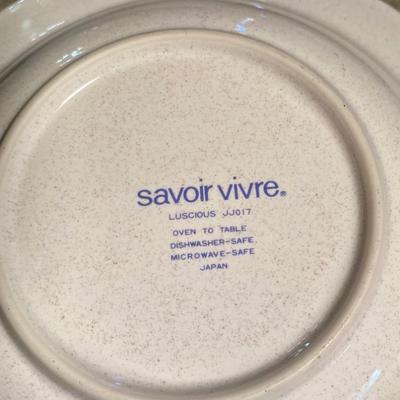 savoir vivre®
LUSCIOUS JJ017
OVEN TO TABLE
DISHWASHER-SAFE
MICROWAVE-SAFE
JAPAN